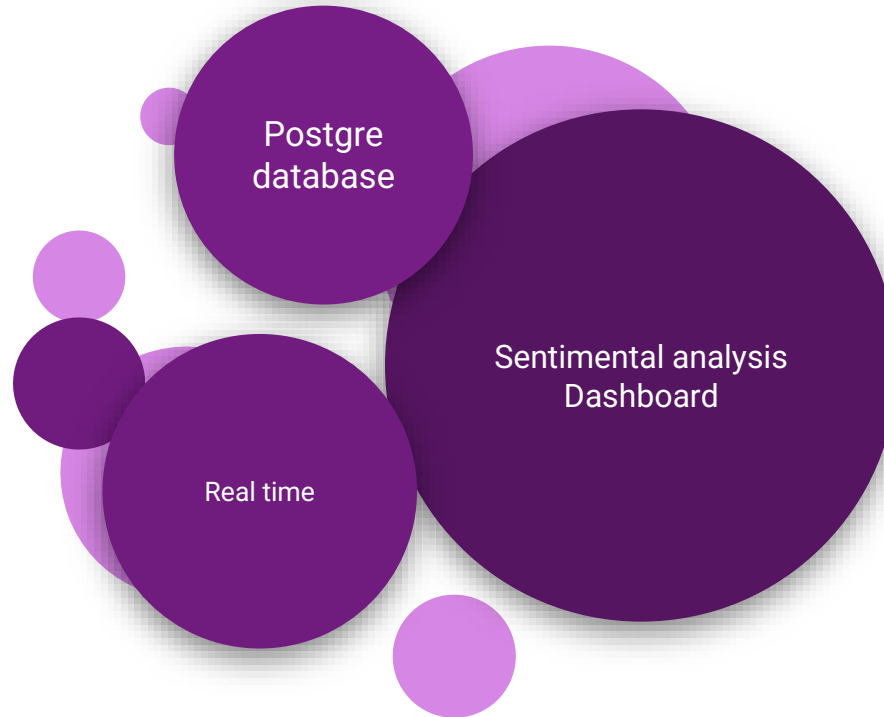 Postgre
database
Sentimental analysis
Dashboard
Real time